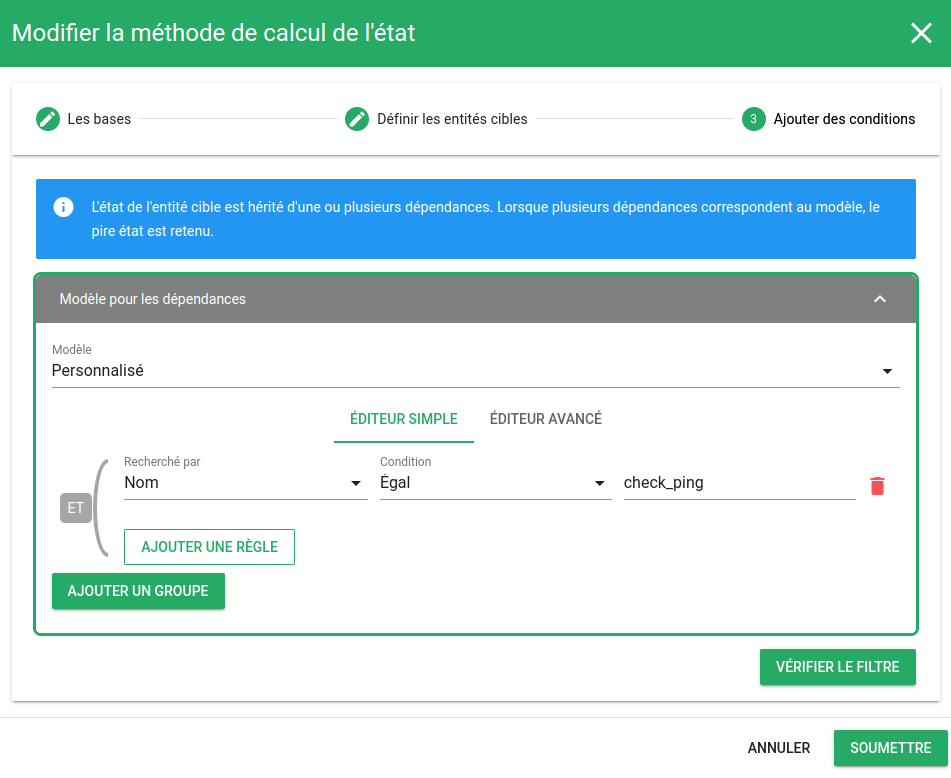 Modifier la méthode de calcul de l'état
Les bases
Définir les entités cibles
3
Ajouter des conditions
L'état de l'entité cible est hérité d'une ou plusieurs dépendances. Lorsque plusieurs dépendances correspondent au modèle, le
pire état est retenu.
Modèle pour les dépendances
Modèle
Personnalisé
ÉDITEUR SIMPLE
ÉDITEUR AVANCÉ
Recherché par
Condition
Nom
Égal
check_ping
ET
AJOUTER UNE RÈGLE
AJOUTER UN GROUPE
VÉRIFIER LE FILTRE
ANNULER
SOUMETTRE